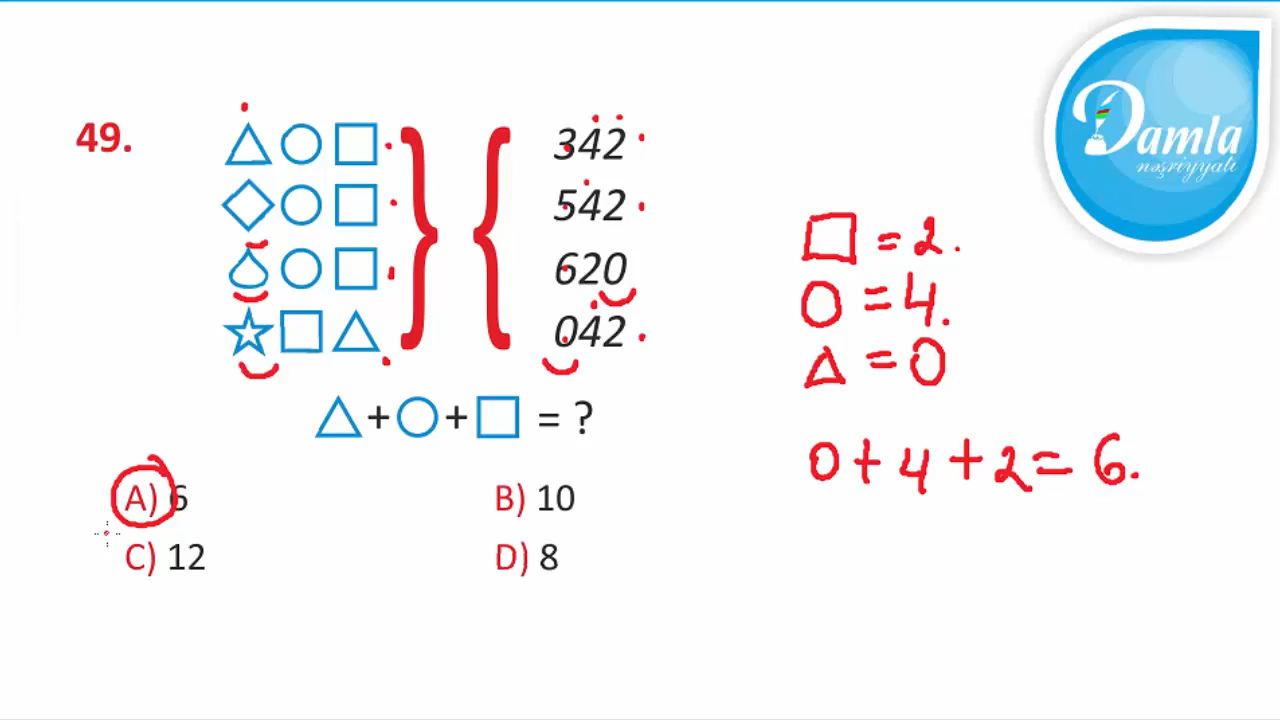 Damla
nəşriyyatı
49.
342
542
620
042
+ + = ?
A) 6
B) 10
C) 12
D) 8
= 2.
= 4.
= 0
0 + 4 + 2 = 6.